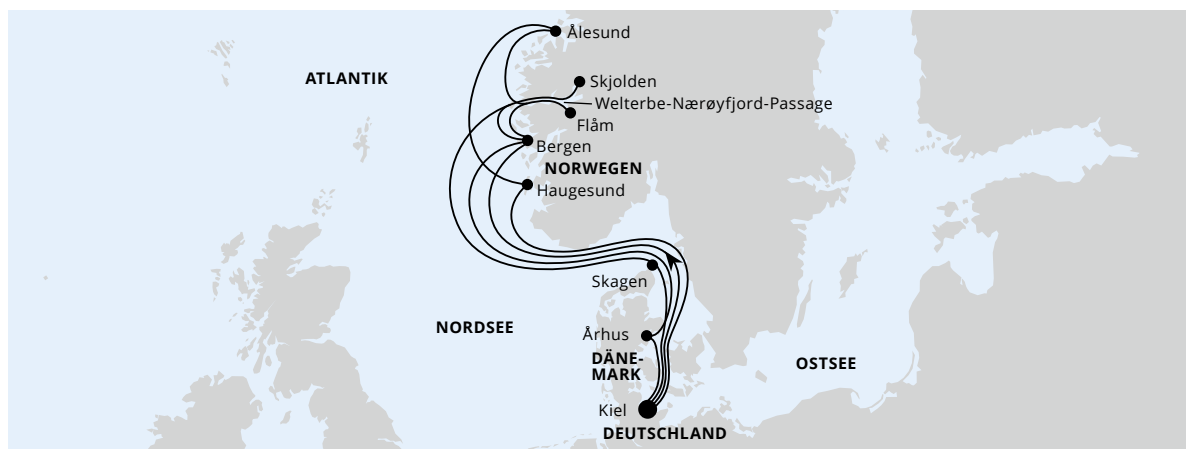 Ålesund
ATLANTIK
Skjolden
Welterbe-Nærøyfjord-Passage
Flåm
Bergen
NORWEGEN
Haugesund
Skagen
NORDSEE
Århus
DÄNE-
MARK
OSTSEE
Kiel
DEUTSCHLAND